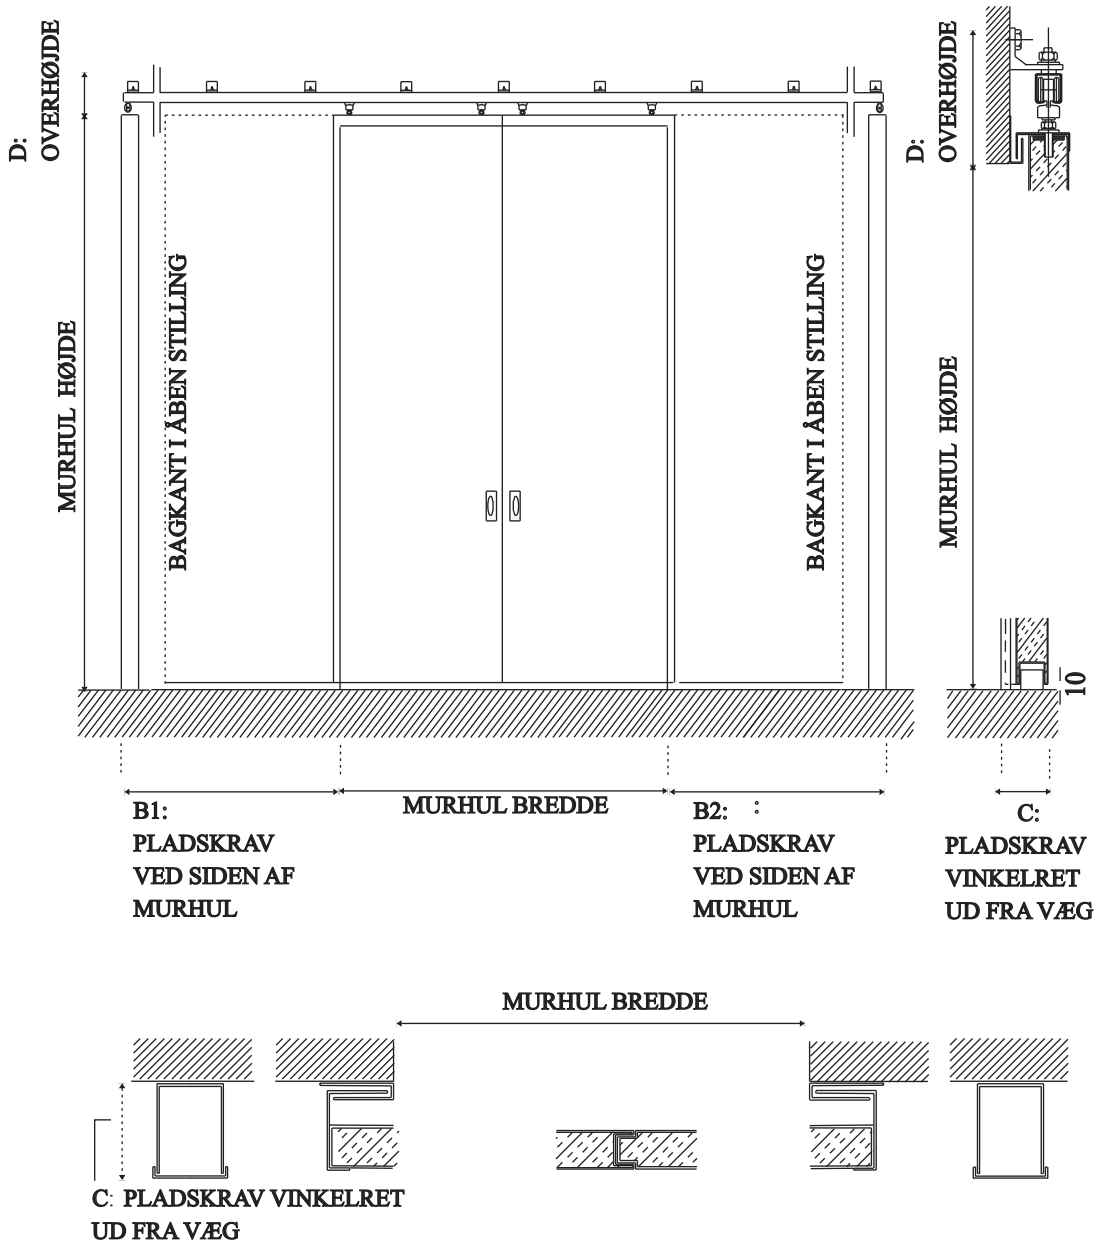 D:
OVERHØJDE
D:
OVERHØJDE
MURHUL HØJDE
BAGKANT I ÅBEN STILLING
BAGKANT I ÅBEN STILLING
MURHUL HØJDE
10
B1:
PLADSKRAV
VED SIDEN AF
MURHUL
MURHUL BREDDE
B2: :
PLADSKRAV
VED SIDEN AF
MURHUL
C:
PLADSKRAV
VINKELRET
UD FRA VÆG
MURHUL BREDDE
C: PLADSKRAV VINKELRET
UD FRA VÆG